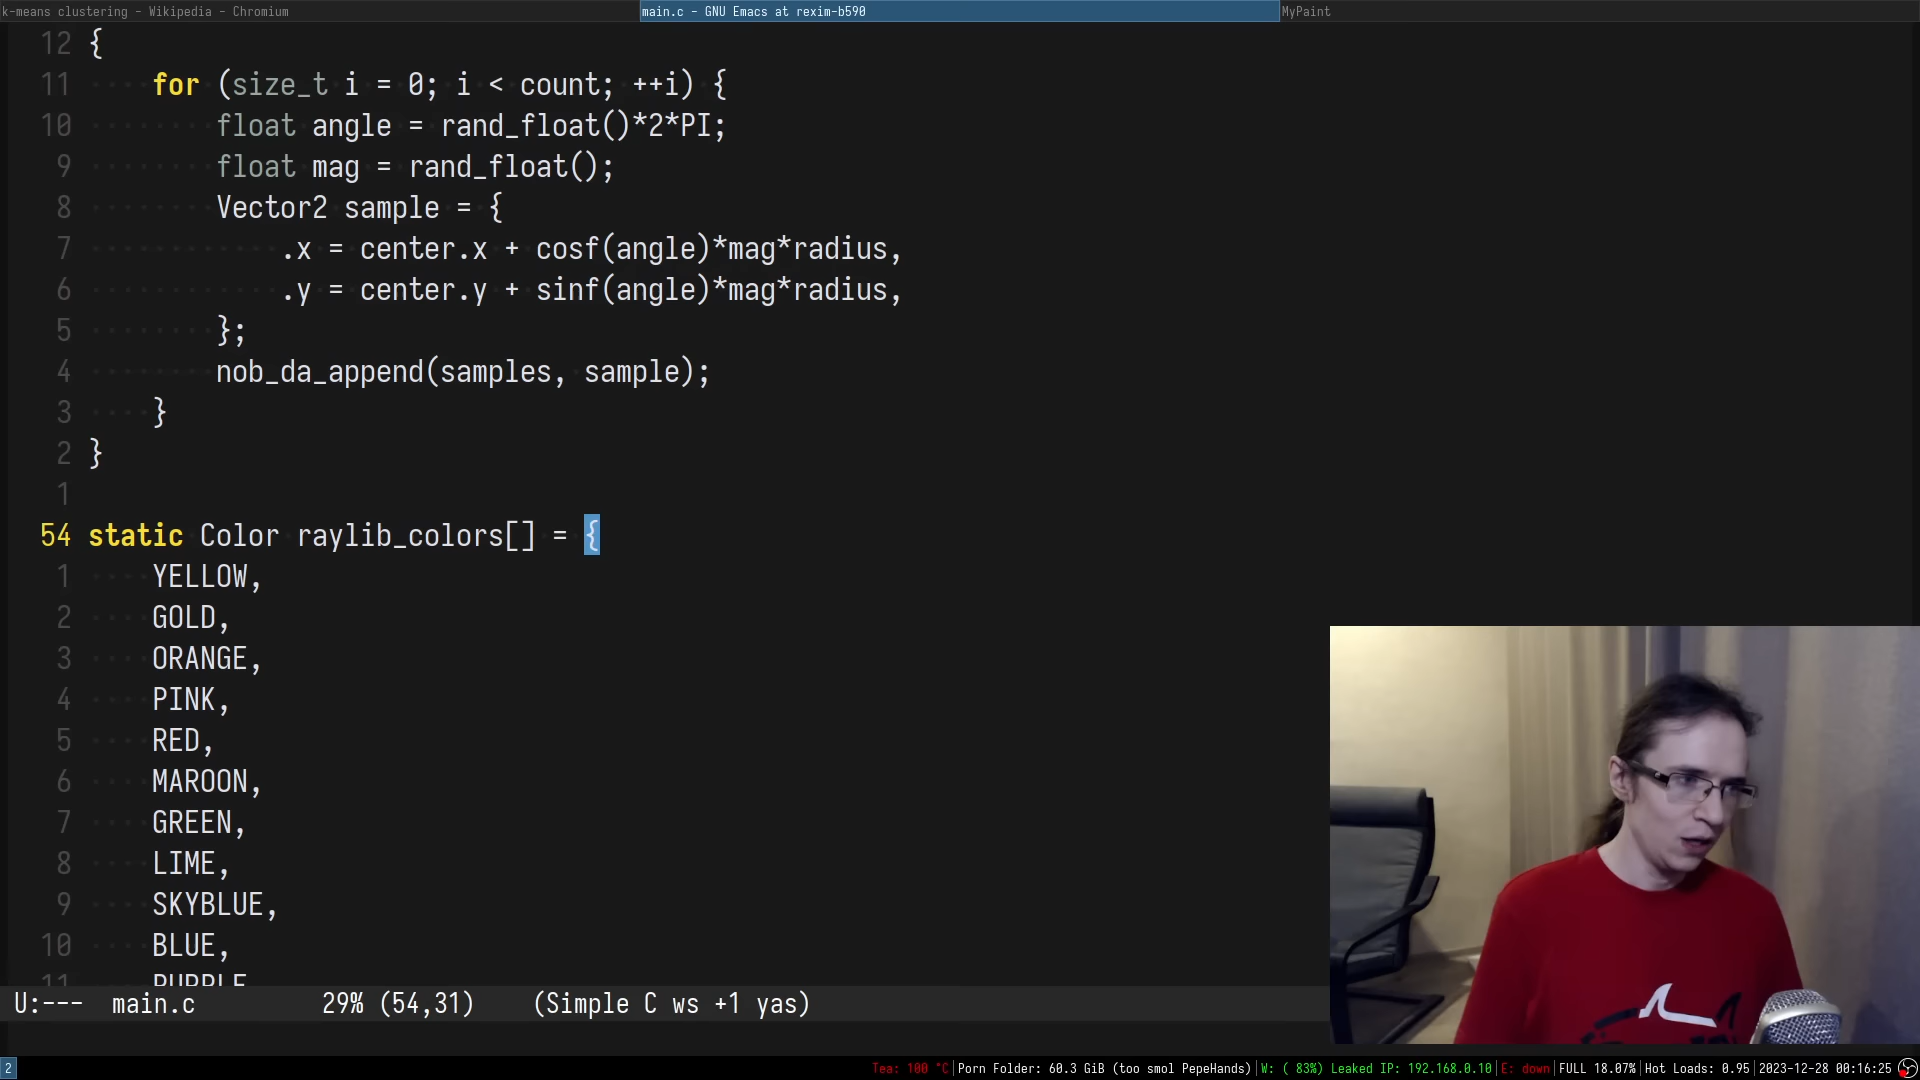 k-means clustering - Wikipedia - Chromium
main.c - GNU Emacs at rexim-b590
MyPaint
12 {
11 for (size_t i = 0; i < count; ++i) {
10 float angle = rand_float()*2*PI;
9 float mag = rand_float();
8 Vector2 sample = {
7 .x = center.x + cosf(angle)*mag*radius,
6 .y = center.y + sinf(angle)*mag*radius,
5 };
4 nob_da_append(samples, sample);
3 }
2 }
1
54 static Color raylib_colors[] = {
1 YELLOW,
2 GOLD,
3 ORANGE,
4 PINK,
5 RED,
6 MAROON,
7 GREEN,
8 LIME,
9 SKYBLUE,
10 BLUE,
11 PURPLE
U:--- main.c 29% (54,31) (Simple C ws +1 yas)
2 Tea: 100 °C|Porn Folder: 60.3 GiB (too smol PepeHands)|W: ( 83%) Leaked IP: 192.168.0.10|E: down|FULL 18.07%|Hot Loads: 0.95|2023-12-28 00:16:25